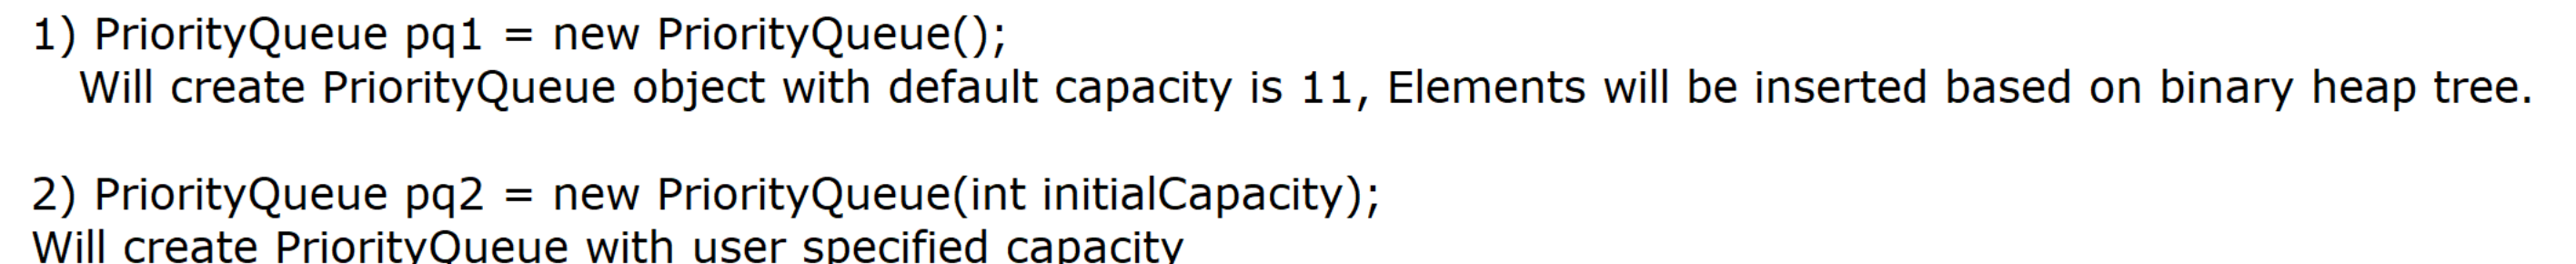 1) PriorityQueue pq1 = new PriorityQueue();
Will create PriorityQueue object with default capacity is 11, Elements will be inserted based on binary heap tree.
2) PriorityQueue pq2 = new PriorityQueue(int initialCapacity);
Will create PriorityQueue with user specified capacity